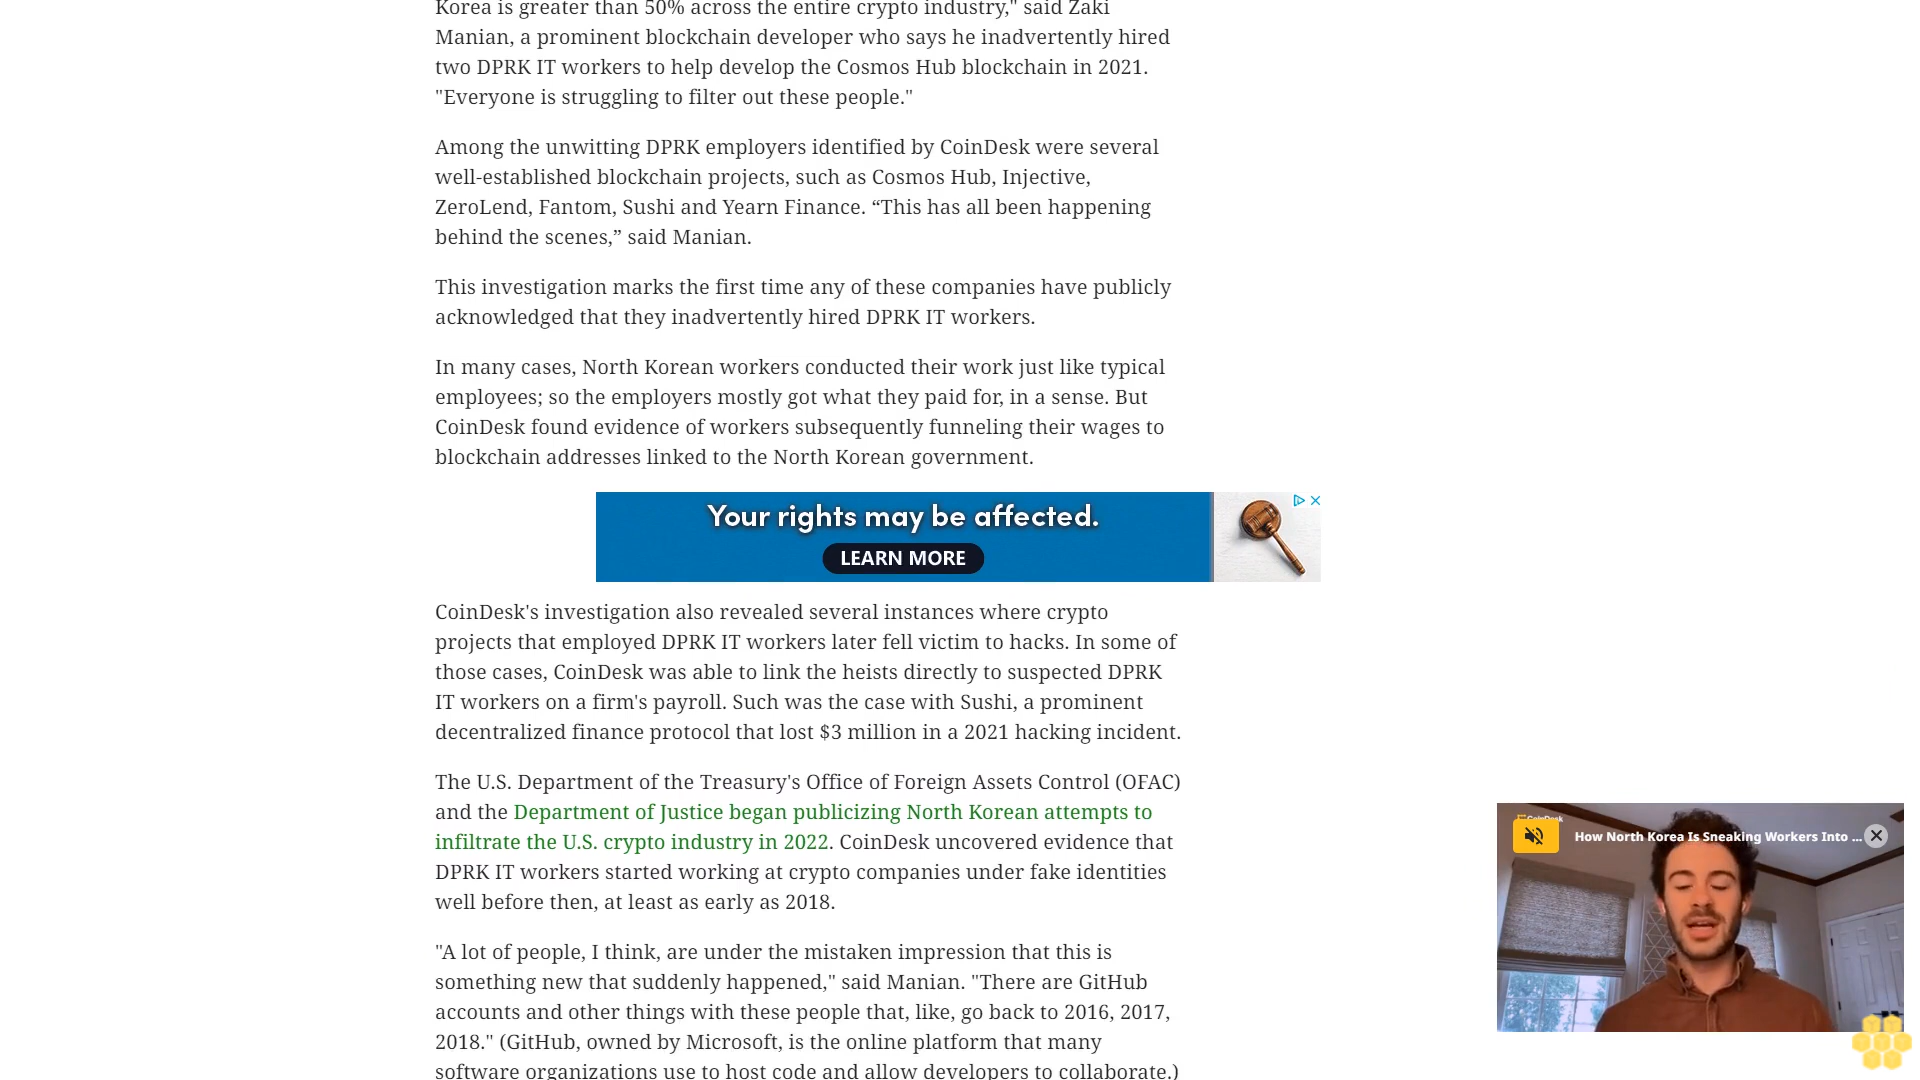 Korea is greater than 50% across the entire crypto industry," said Zaki
Manian, a prominent blockchain developer who says he inadvertently hired
two DPRK IT workers to help develop the Cosmos Hub blockchain in 2021.
"Everyone is struggling to filter out these people."
Among the unwitting DPRK employers identified by CoinDesk were several
well-established blockchain projects, such as Cosmos Hub, Injective,
ZeroLend, Fantom, Sushi and Yearn Finance. “This has all been happening
behind the scenes,” said Manian.
This investigation marks the first time any of these companies have publicly
acknowledged that they inadvertently hired DPRK IT workers.
In many cases, North Korean workers conducted their work just like typical
employees; so the employers mostly got what they paid for, in a sense. But
CoinDesk found evidence of workers subsequently funneling their wages to
blockchain addresses linked to the North Korean government.
Your rights may be affected.
LEARN MORE
CoinDesk's investigation also revealed several instances where crypto
projects that employed DPRK IT workers later fell victim to hacks. In some of
those cases, CoinDesk was able to link the heists directly to suspected DPRK
IT workers on a firm's payroll. Such was the case with Sushi, a prominent
decentralized finance protocol that lost $3 million in a 2021 hacking incident.
The U.S. Department of the Treasury's Office of Foreign Assets Control (OFAC)
and the Department of Justice began publicizing North Korean attempts to
infiltrate the U.S. crypto industry in 2022. CoinDesk uncovered evidence that
DPRK IT workers started working at crypto companies under fake identities
well before then, at least as early as 2018.
"A lot of people, I think, are under the mistaken impression that this is
something new that suddenly happened," said Manian. "There are GitHub
accounts and other things with these people that, like, go back to 2016, 2017,
2018." (GitHub, owned by Microsoft, is the online platform that many
software organizations use to host code and allow developers to collaborate.)
CoinDesk
How North Korea Is Sneaking Workers Into ...